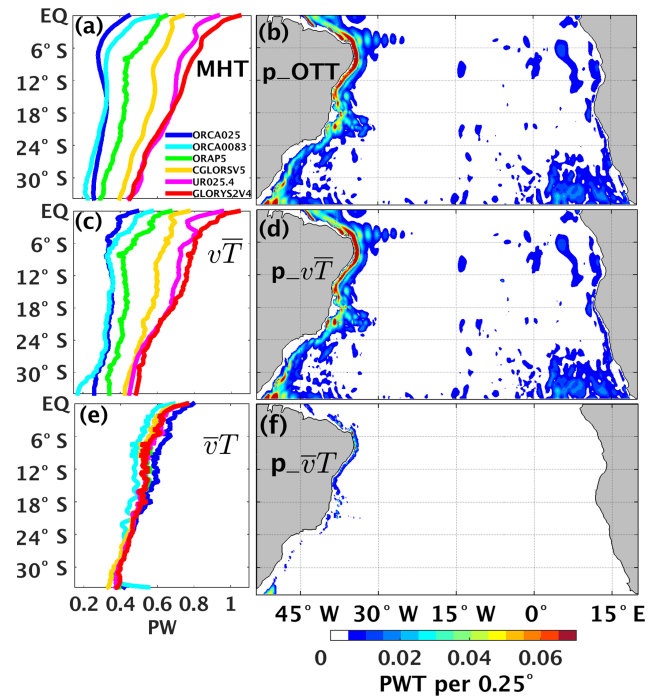 EQ
6° S
12° S
18° S
24° S
30° S
(a)
MHT
ORCA025
ORCA0083
ORAP5
CGLORSV5
UR025.4
GLORYS2V4
(b)
p_OTT
EQ
6° S
12° S
18° S
24° S
30° S
(c)
vT̅
(d)
p_vT̅
EQ
6° S
12° S
18° S
24° S
30° S
(e)
v̅T
(f)
p_v̅T
0.2 0.4 0.6 0.8 1
PW
45° W 30° W 15° W 0° 15° E
0 0.02 0.04 0.06
PWT per 0.25°